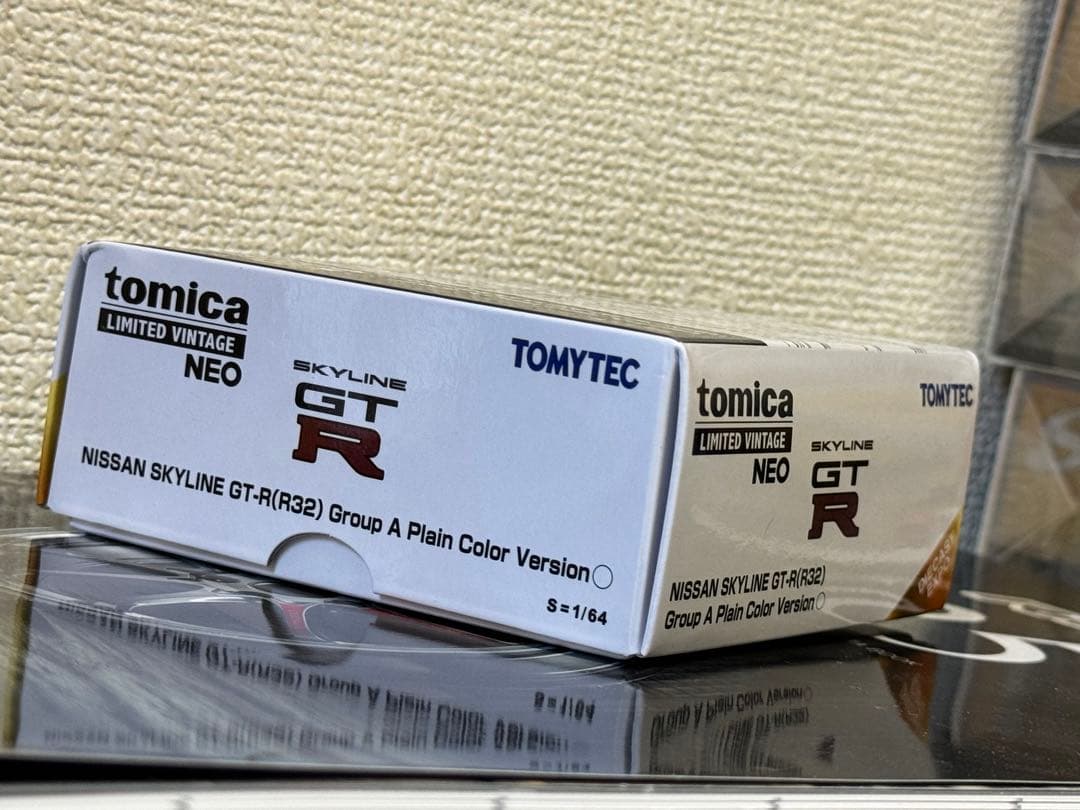 tomica
LIMITED VINTAGE
NEO
TOMYTEC
SKYLINE
GT
R
NISSAN SKYLINE GT-R(R32) Group A Plain Color Version○
S=1/64
tomica
LIMITED VINTAGE
NEO
TOMYTEC
SKYLINE
GT
R
NISSAN SKYLINE GT-R(R32)
Group A Plain Color Version○